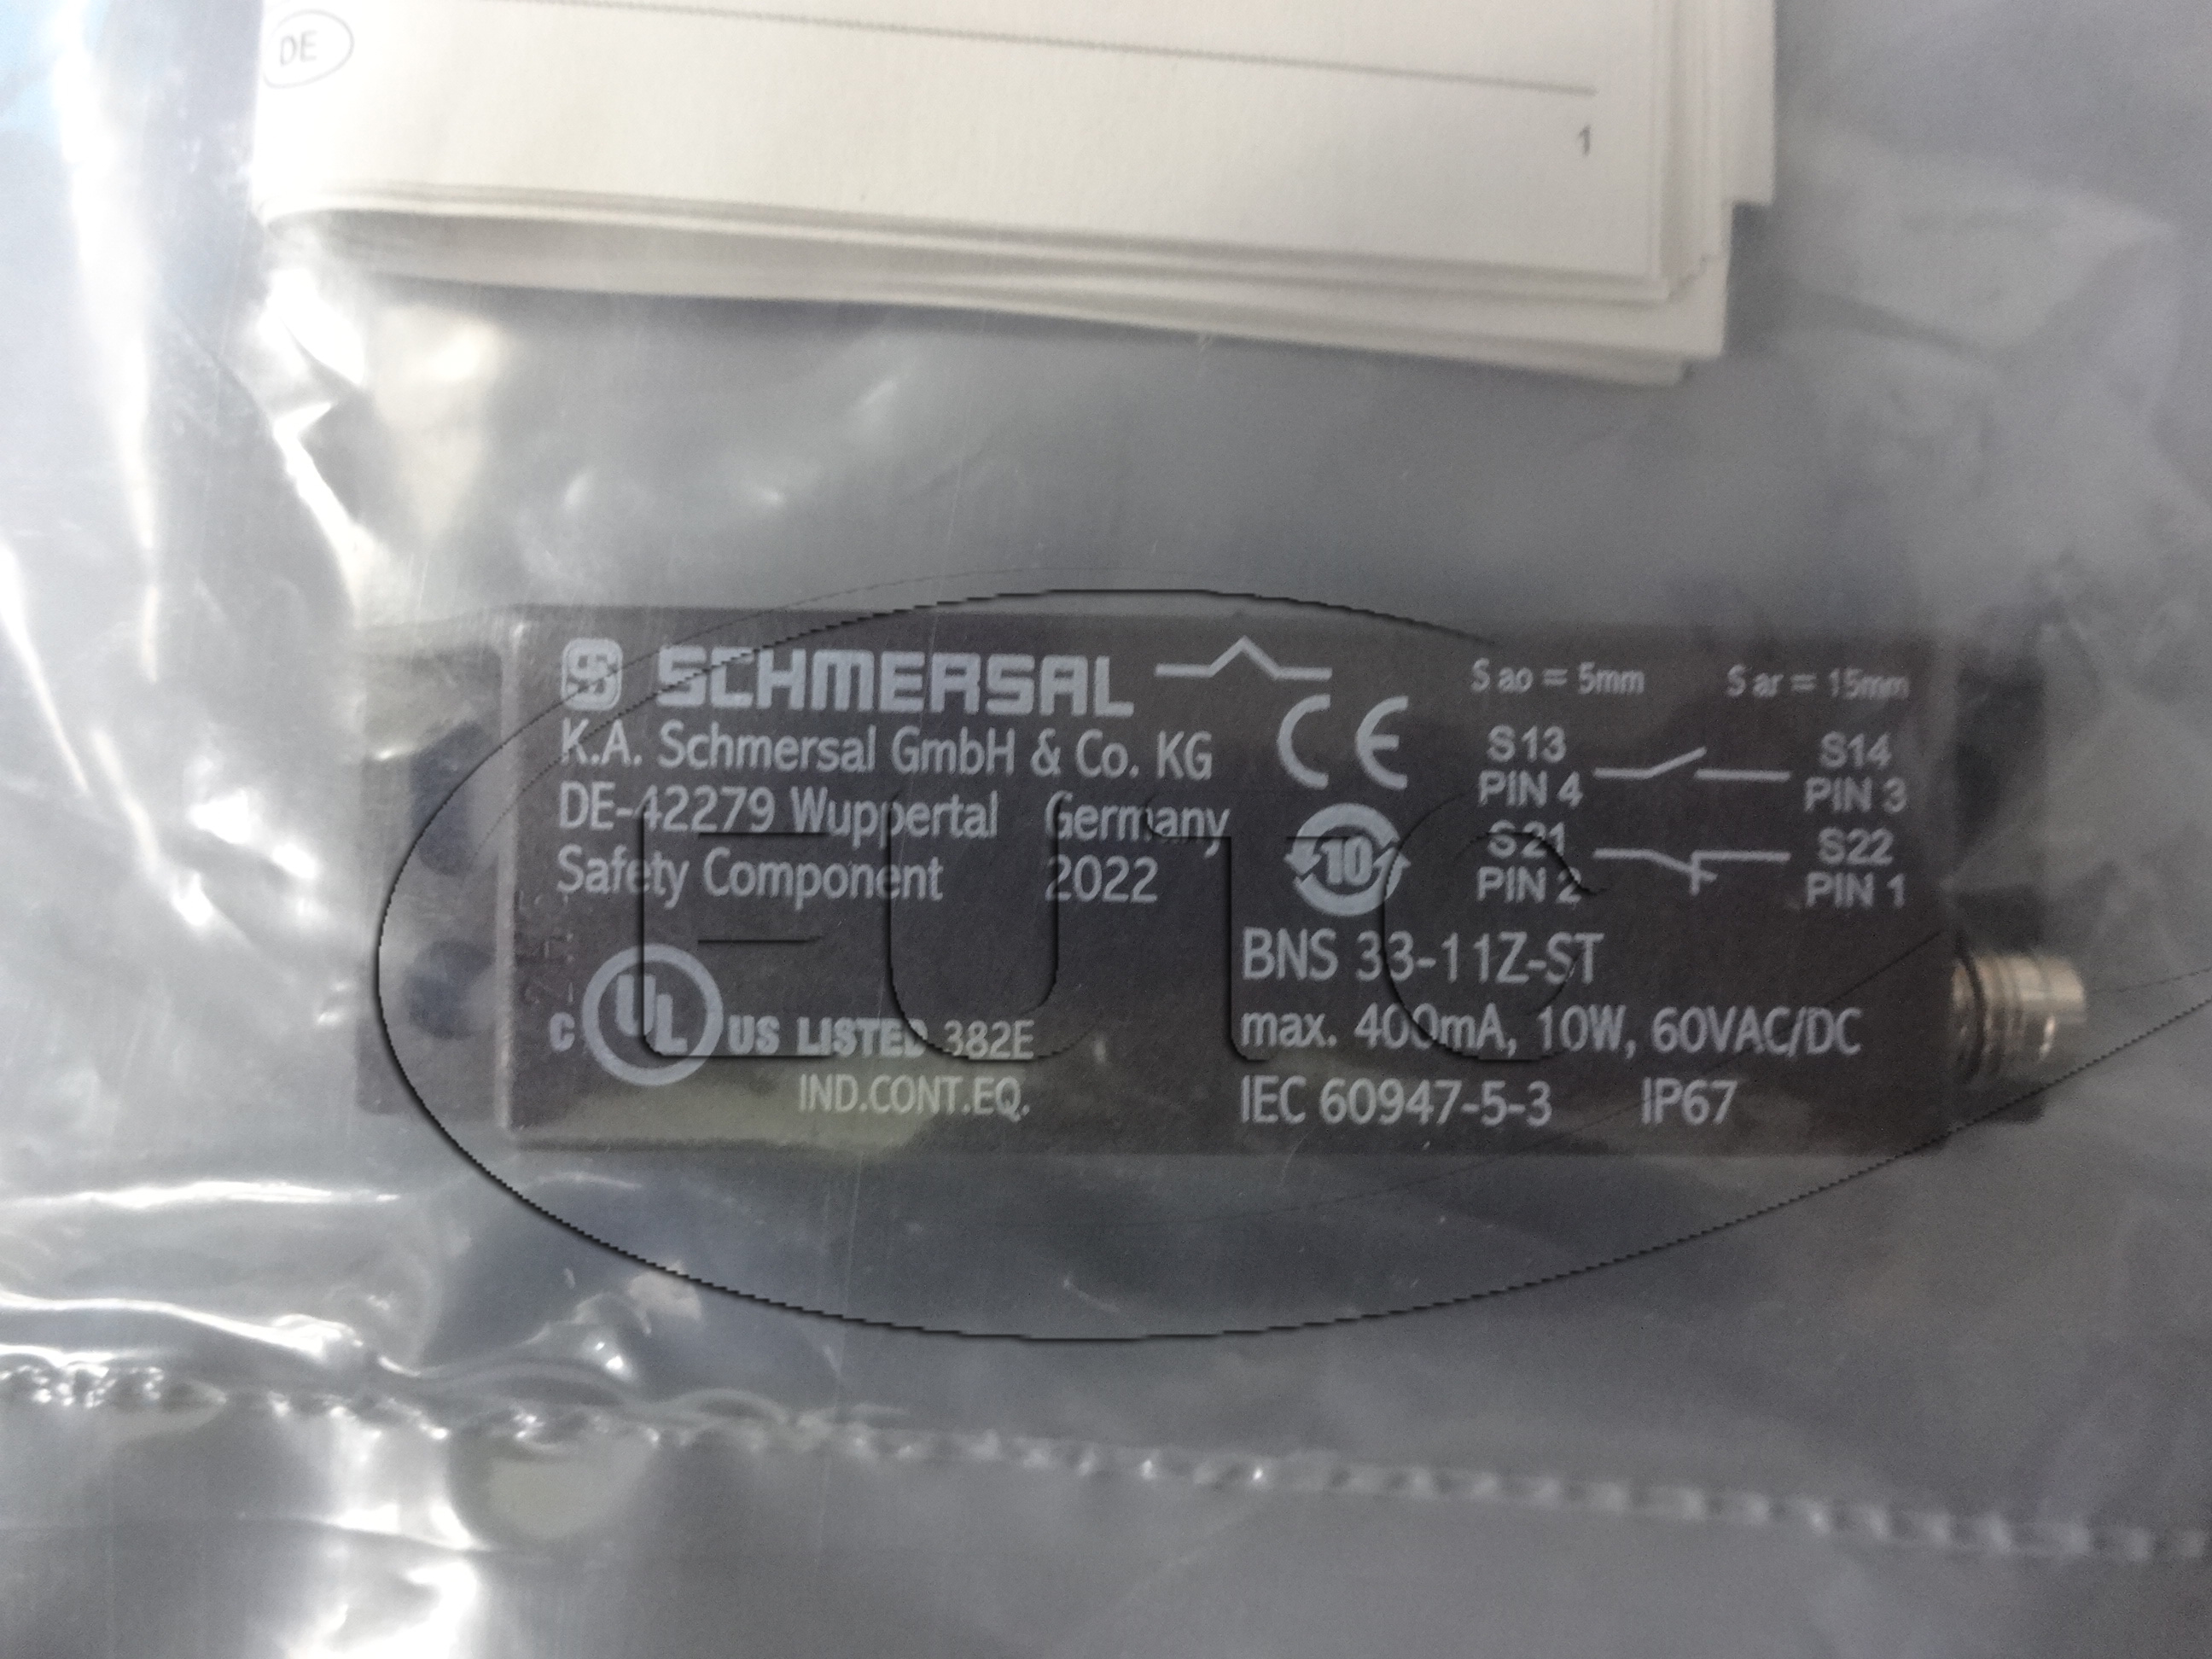 DE
1
SCHMERSAL
K.A. Schmersal GmbH & Co. KG
DE-42279 Wuppertal Germany
Safety Component 2022
C UL US LISTED 382E
IND.CONT.EQ.
CE
10
S ao = 5mm S ar = 15mm
S13 S14
PIN 4 PIN 3
S21 S22
PIN 2 PIN 1
BNS 33-11Z-ST
max. 400mA, 10W, 60VAC/DC
IEC 60947-5-3 IP67